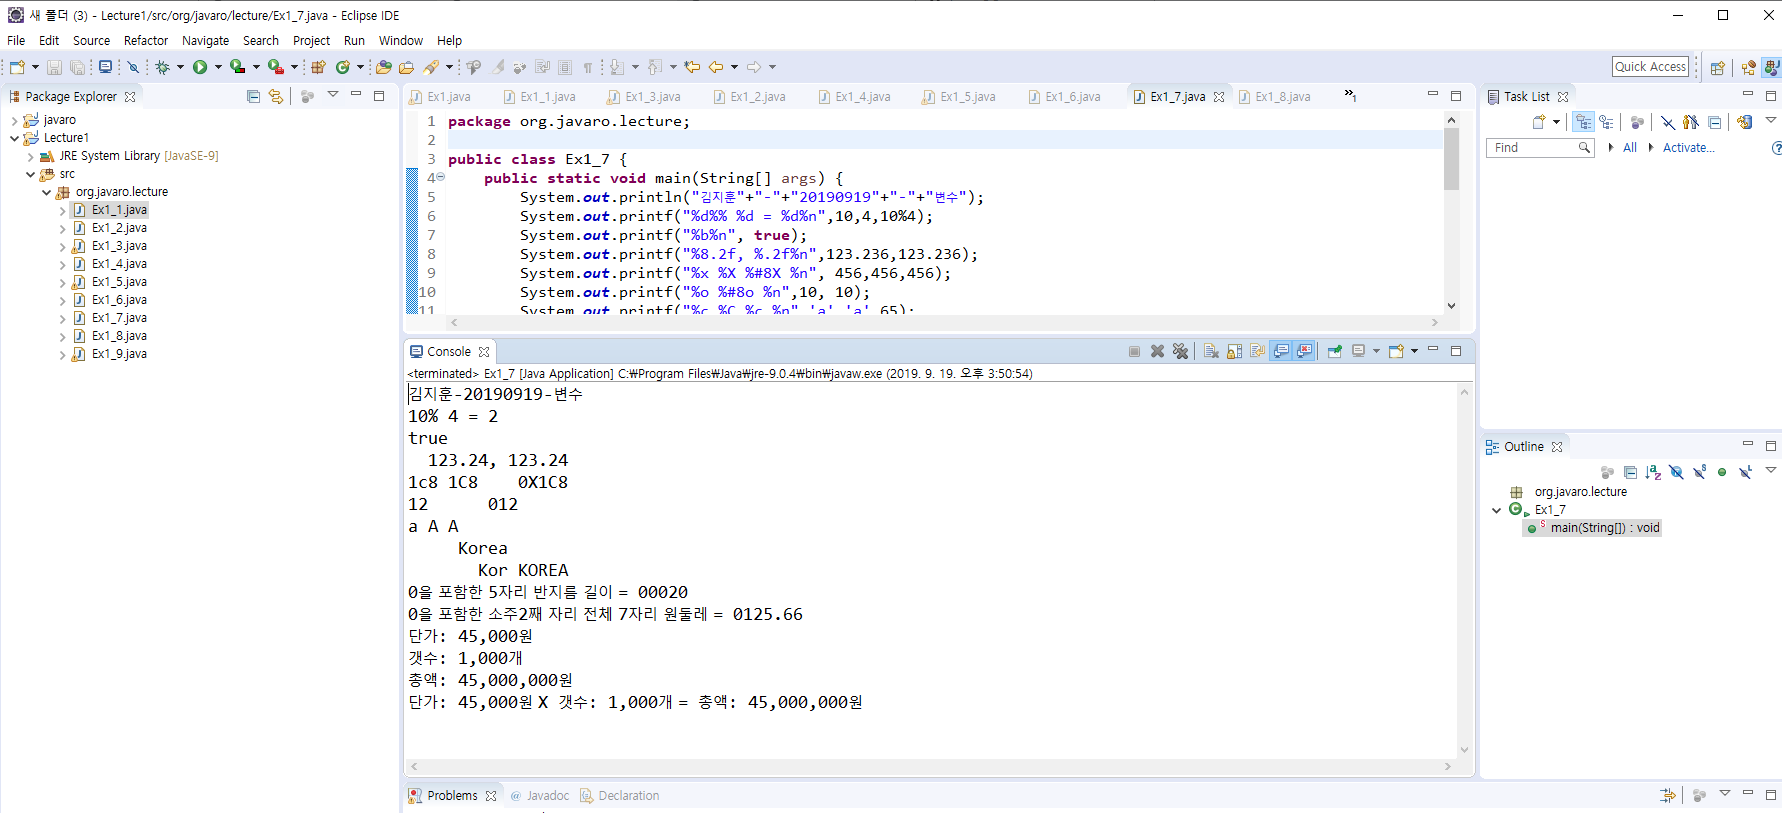 새 폴더 (3) - Lecture1/src/org/javaro/lecture/Ex1_7.java - Eclipse IDE
File Edit Source Refactor Navigate Search Project Run Window Help
Quick Access
Package Explorer
javaro
Lecture1
JRE System Library [JavaSE-9]
src
org.javaro.lecture
Ex1_1.java
Ex1_2.java
Ex1_3.java
Ex1_4.java
Ex1_5.java
Ex1_6.java
Ex1_7.java
Ex1_8.java
Ex1_9.java
Ex1.java Ex1_1.java Ex1_3.java Ex1_2.java Ex1_4.java Ex1_5.java Ex1_6.java Ex1_7.java Ex1_8.java »1
1 package org.javaro.lecture;
2
3 public class Ex1_7 {
4 public static void main(String[] args) {
5 System.out.println("김지훈"+"-"+"20190919"+"-"+"변수");
6 System.out.printf("%d%% %d = %d%n",10,4,10%4);
7 System.out.printf("%b%n", true);
8 System.out.printf("%8.2f, %.2f%n",123.236,123.236);
9 System.out.printf("%x %X %#8X %n", 456,456,456);
10 System.out.printf("%o %#8o %n",10, 10);
11 System.out.printf("%c %C %c %n",'a','a',65);
Console
<terminated> Ex1_7 [Java Application] C:₩Program Files₩Java₩jre-9.0.4₩bin₩javaw.exe (2019. 9. 19. 오후 3:50:54)
김지훈-20190919-변수
10% 4 = 2
true
123.24, 123.24
1c8 1C8 0X1C8
12 012
a A A
Korea
Kor KOREA
0을 포함한 5자리 반지름 길이 = 00020
0을 포함한 소주2째 자리 전체 7자리 원둘레 = 0125.66
단가: 45,000원
갯수: 1,000개
총액: 45,000,000원
단가: 45,000원 X 갯수: 1,000개 = 총액: 45,000,000원
Problems @ Javadoc Declaration
Task List
Find All Activate...
Outline
org.javaro.lecture
Ex1_7
main(String[]) : void